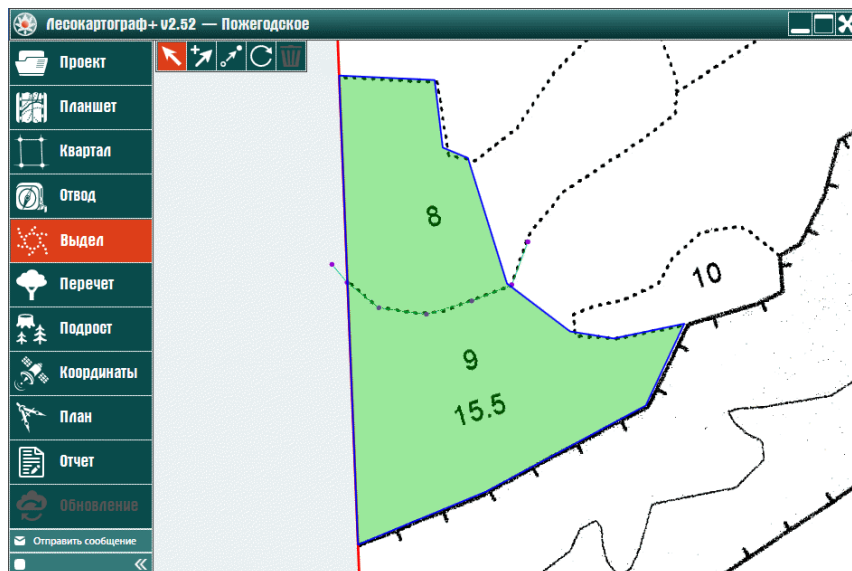 Лесокартограф+ v2.52 — Пожегодское
Проект
Планшет
Квартал
Отвод
Выдел
Перечет
Подрост
Координаты
План
Отчет
Обновление
Отправить сообщение
8
10
9
15.5